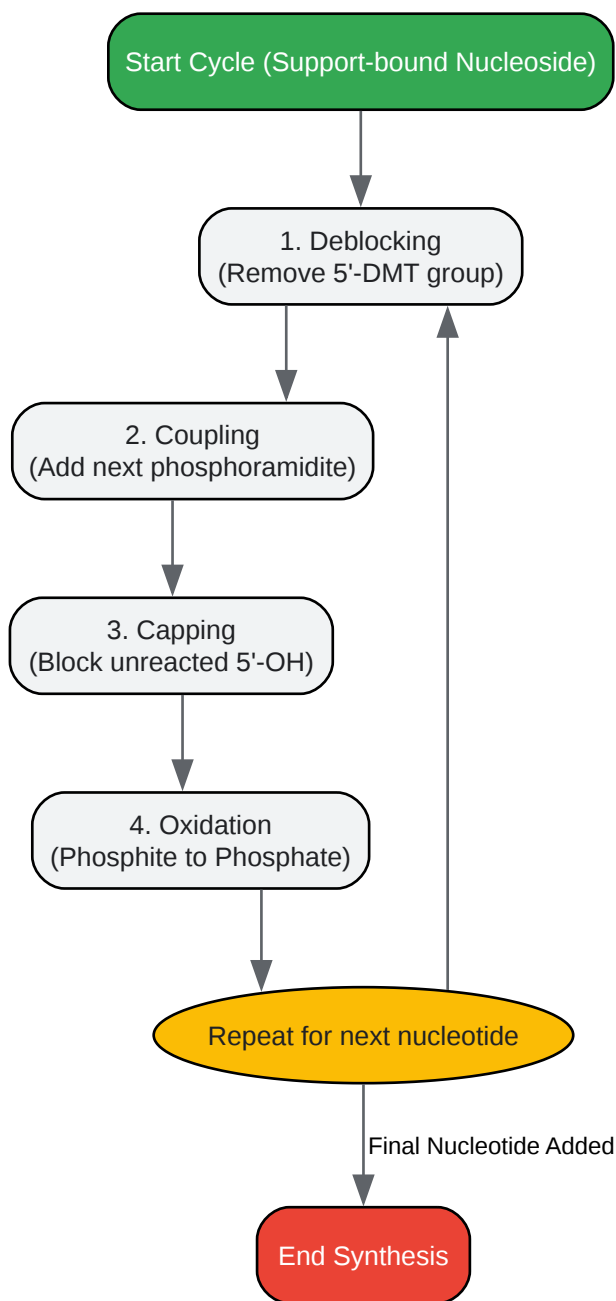 Start Cycle (Support-bound Nucleoside)
1. Deblocking
(Remove 5'-DMT group)
2. Coupling
(Add next phosphoramidite)
3. Capping
(Block unreacted 5'-OH)
4. Oxidation
(Phosphite to Phosphate)
Repeat for next nucleotide
Final Nucleotide Added
End Synthesis